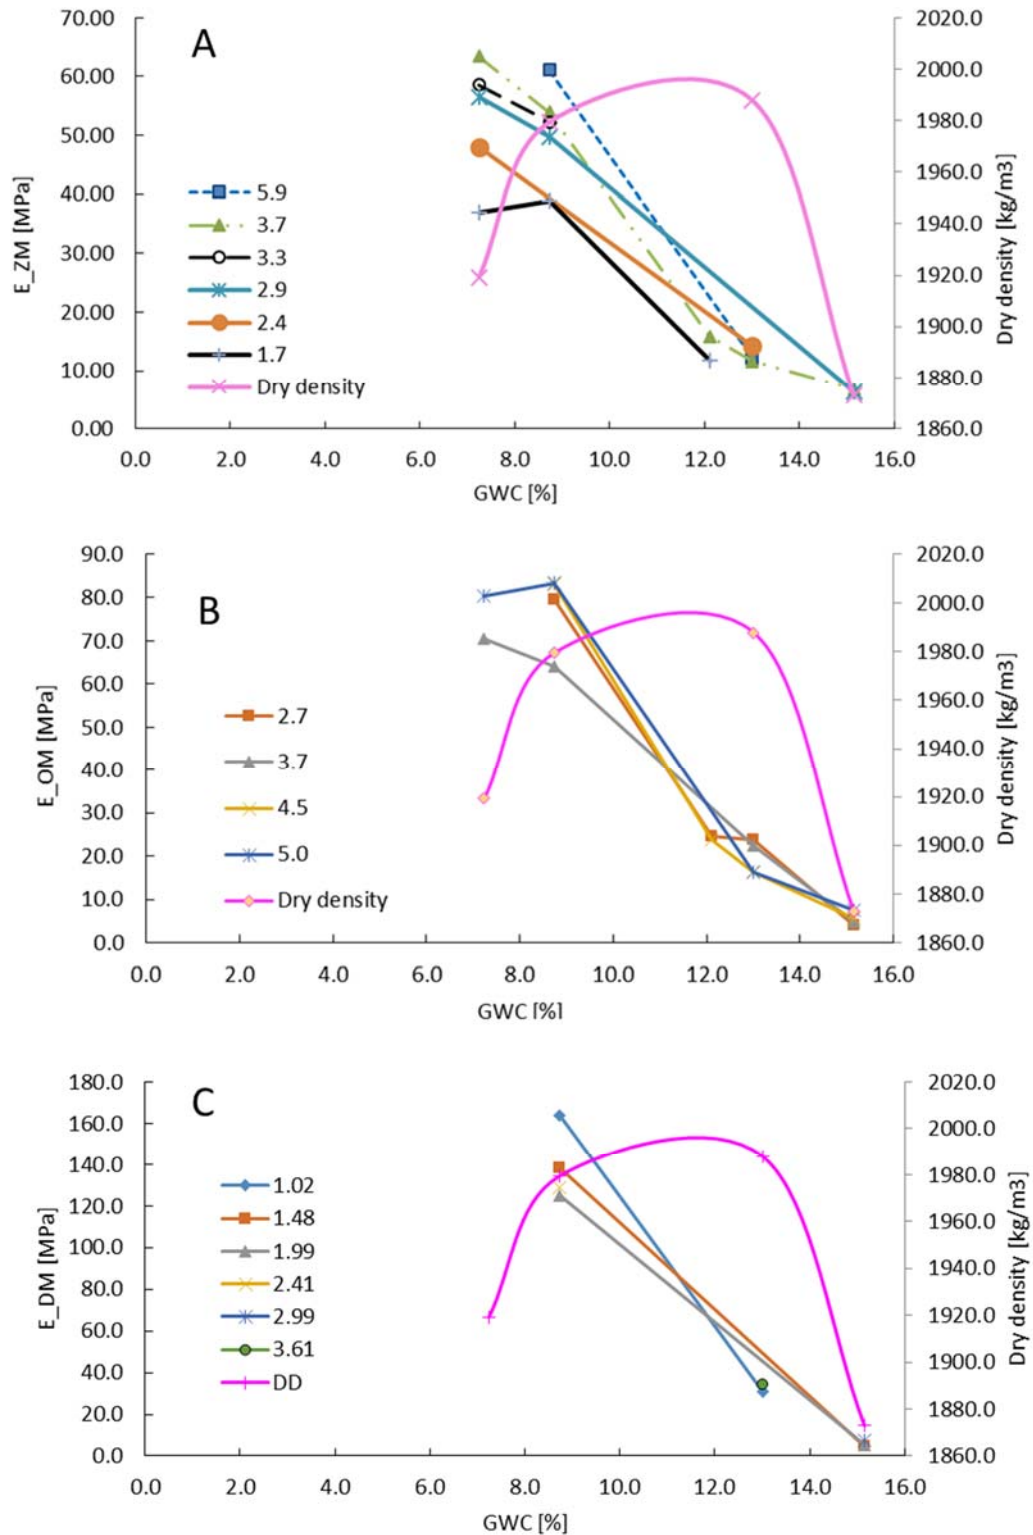 70.00 2020.0
A
60.00 2000.0
50.00 1980.0
40.00 1960.0
30.00 1940.0
20.00 1920.0
10.00 1900.0
0.00 1880.0
1860.0
E_ZM [MPa]
5.9
3.7
3.3
2.9
2.4
1.7
Dry density
Dry density [kg/m3]
0.0 2.0 4.0 6.0 8.0 10.0 12.0 14.0 16.0
GWC [%]
90.0 2020.0
B
80.0 2000.0
70.0 1980.0
60.0 1960.0
50.0 1940.0
40.0 1920.0
30.0 1900.0
20.0 1880.0
10.0 1860.0
0.0
E_OM [MPa]
2.7
3.7
4.5
5.0
Dry density
Dry density [kg/m3]
0.0 2.0 4.0 6.0 8.0 10.0 12.0 14.0 16.0
GWC [%]
180.0 2020.0
C
160.0 2000.0
140.0 1980.0
120.0 1960.0
100.0 1940.0
80.0 1920.0
60.0 1900.0
40.0 1880.0
20.0 1860.0
0.0
E_DM [MPa]
1.02
1.48
1.99
2.41
2.99
3.61
DD
Dry density [kg/m3]
0.0 2.0 4.0 6.0 8.0 10.0 12.0 14.0 16.0
GWC [%]